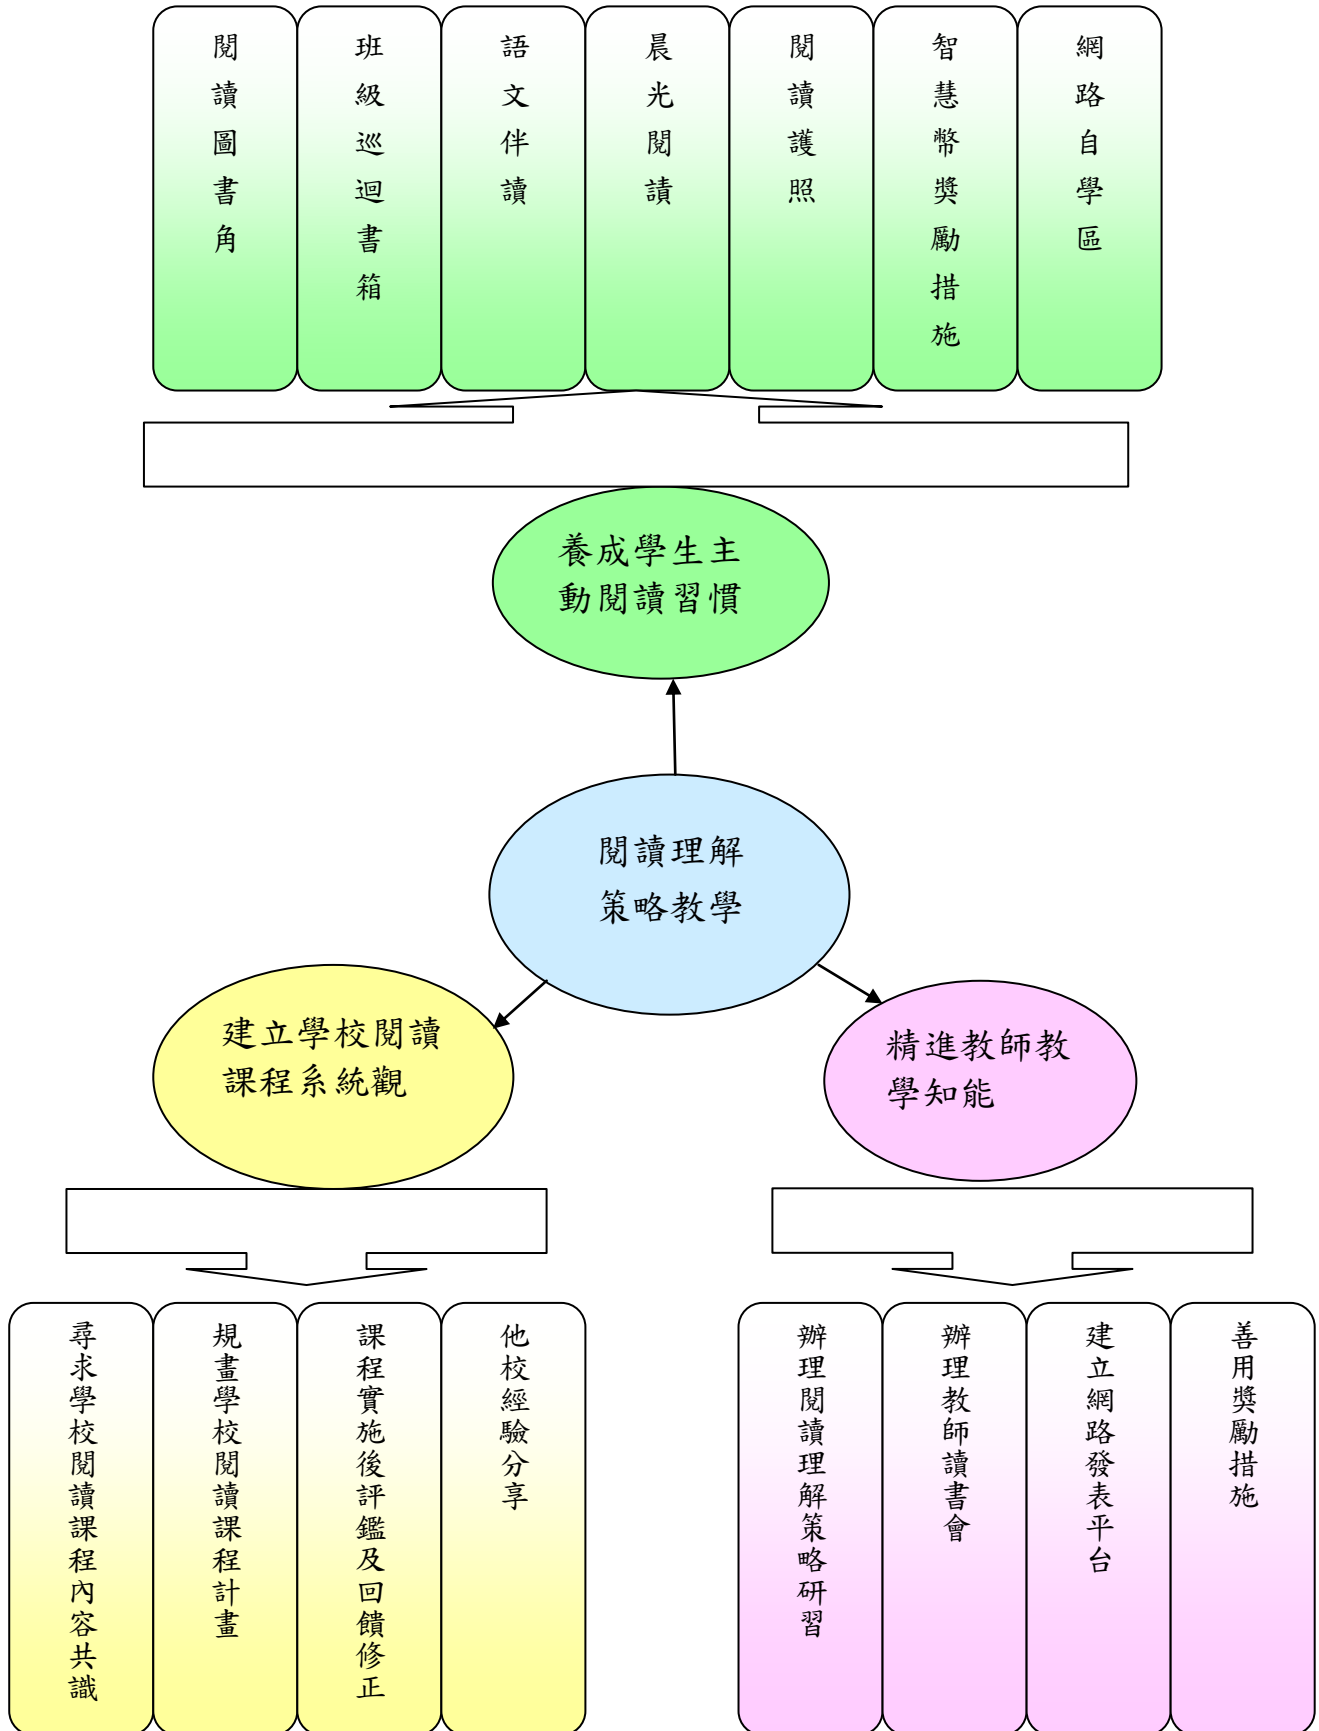 閱讀圖書角
班級巡迴書箱
語文伴讀
晨光閱請
閱讀護照
智慧幣獎勵措施
網路自學區
養成學生主
動閱讀習慣
閱讀理解
策略教學
建立學校閱讀
課程系統觀
精進教師教
學知能
尋求學校閱讀課程內容共識
規畫學校閱讀課程計畫
課程實施後評鑑及回饋修正
他校經驗分享
辦理閱讀理解策略研習
辦理教師讀書會
建立網路發表平台
善用獎勵措施